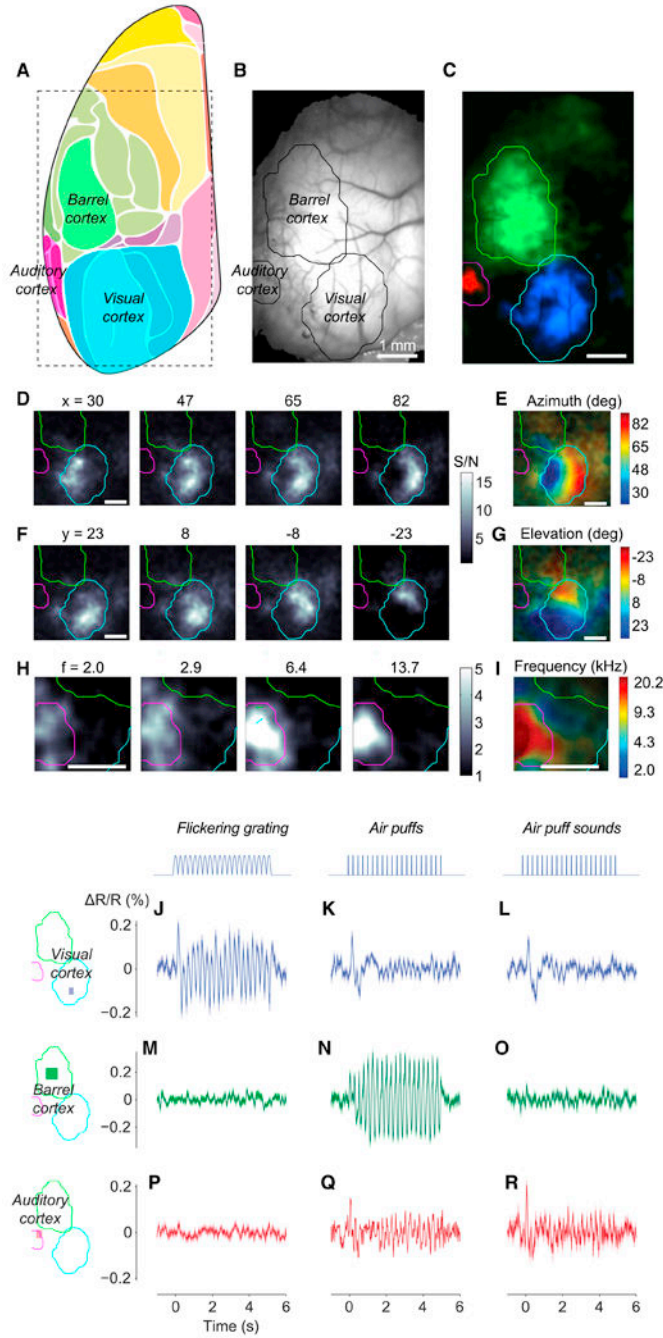 A
B
C
Barrel
cortex
Auditory
cortex
Visual
cortex
Barrel
cortex
Auditory
cortex
Visual
cortex
1 mm
D
x = 30
47
65
82
E
Azimuth (deg)
S/N
15
10
5
82
65
48
30
F
y = 23
8
-8
-23
G
Elevation (deg)
-23
-8
8
23
H
f = 2.0
2.9
6.4
13.7
5
4
3
2
1
I
Frequency (kHz)
20.2
9.3
4.3
2.0
Flickering grating
Air puffs
Air puff sounds
ΔR/R (%)
J
K
L
Visual
cortex
0.2
0
−0.2
M
N
O
Barrel
cortex
0.2
0
−0.2
P
Q
R
Auditory
cortex
0.2
0
−0.2
0 2 4 6
0 2 4 6
0 2 4 6
Time (s)